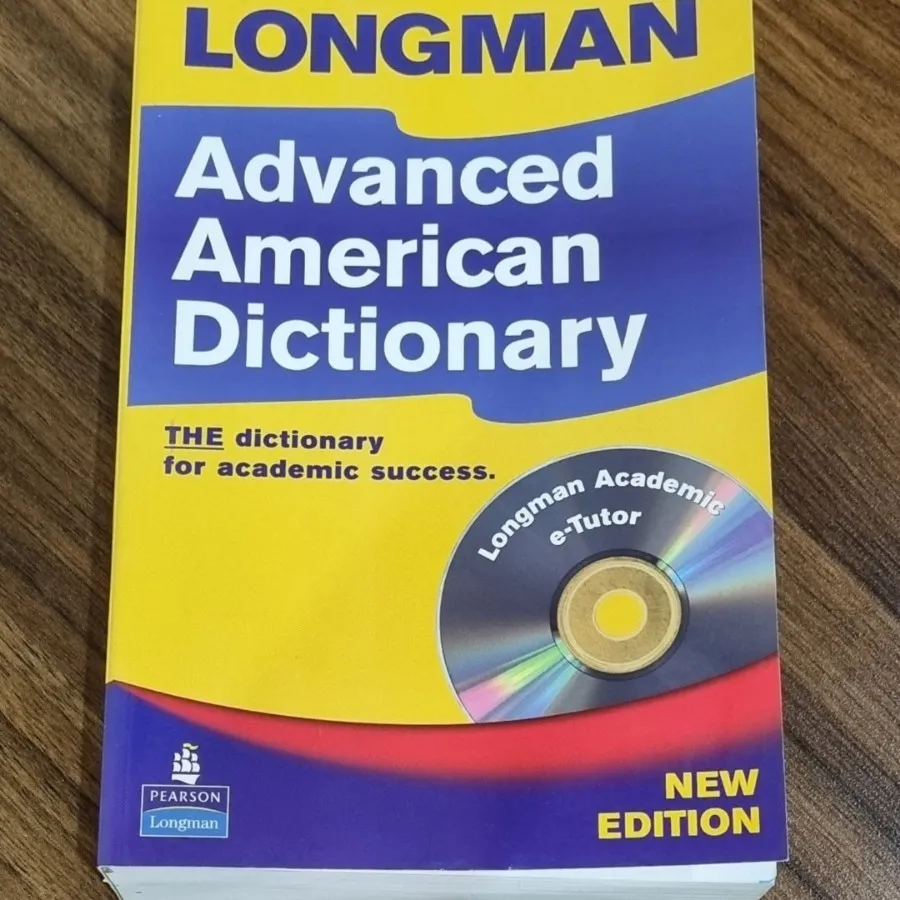 LONGMAN
Advanced
American
Dictionary
THE dictionary
for academic success.
Longman Academic
e-Tutor
PEARSON
Longman
NEW
EDITION